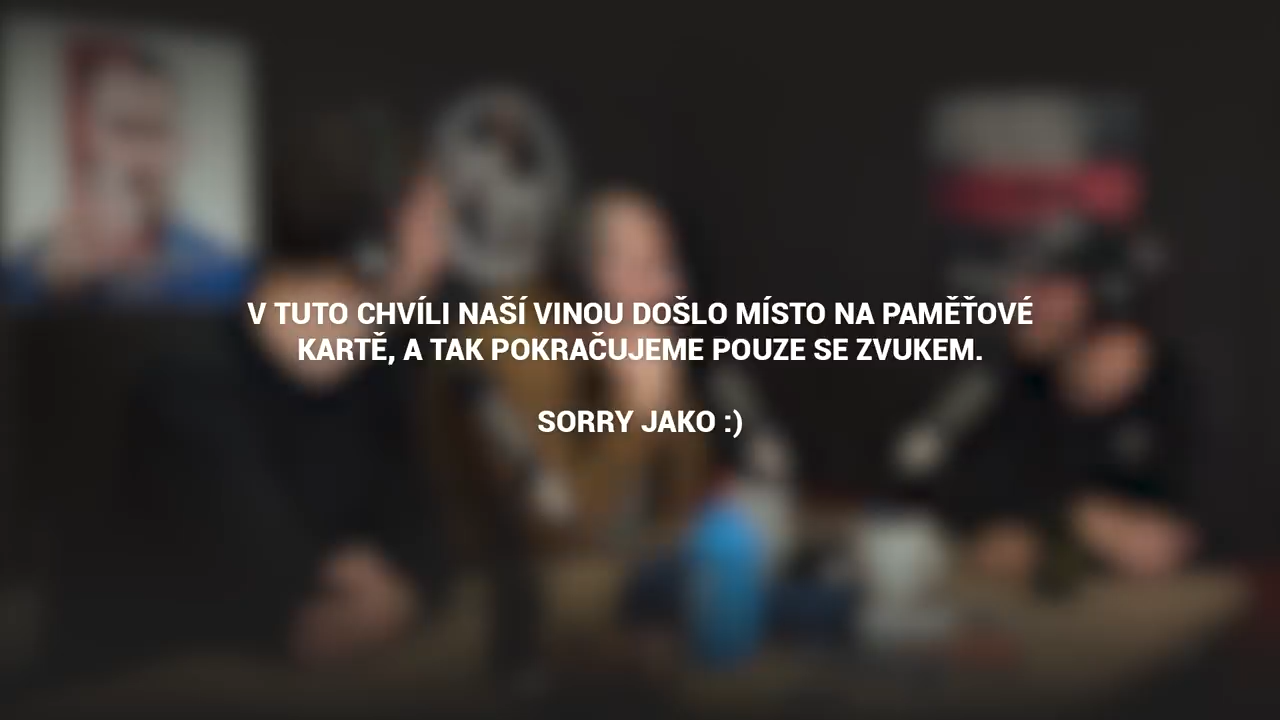 V TUTO CHVÍLI NAŠÍ VINOU DOŠLO MÍSTO NA PAMĚŤOVÉ
KARTĚ, A TAK POKRAČUJEME POUZE SE ZVUKEM.
SORRY JAKO :)